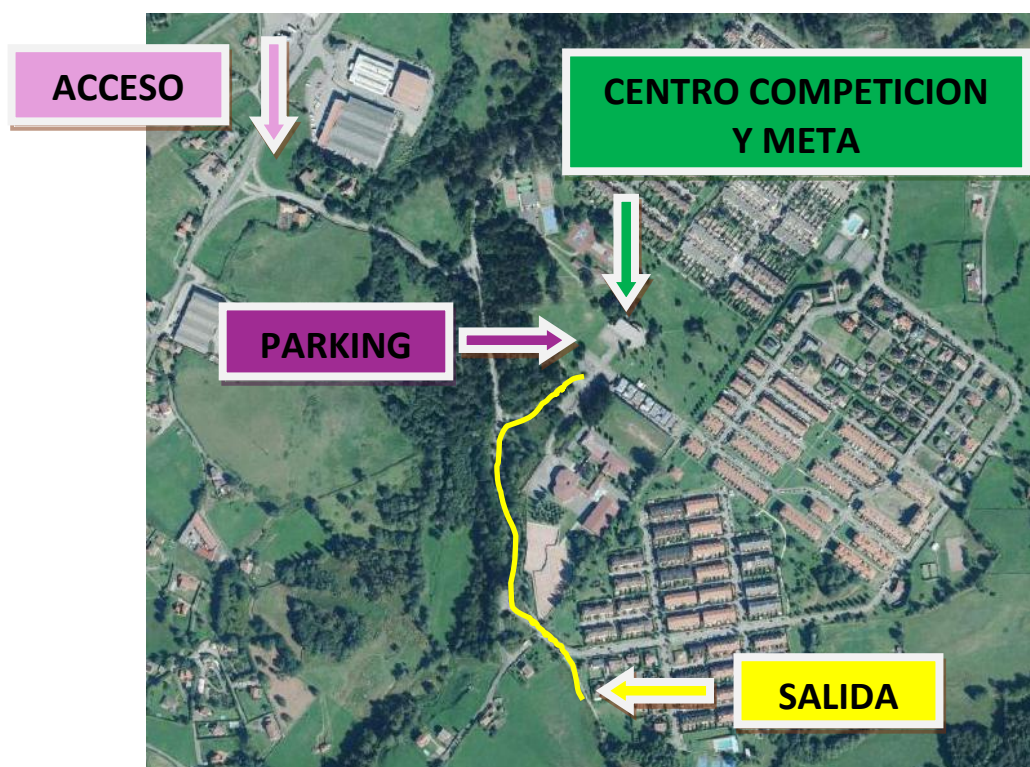 ACCESO
CENTRO COMPETICION
Y META
PARKING
SALIDA